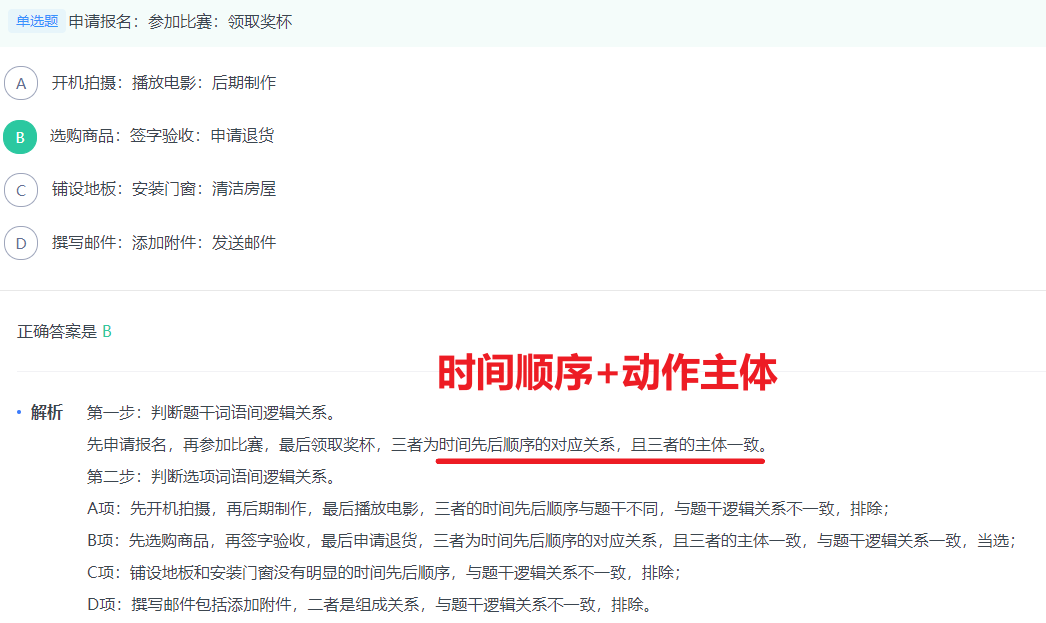 单选题 申请报名：参加比赛：领取奖杯
A 开机拍摄：播放电影：后期制作
B 选购商品：签字验收：申请退货
C 铺设地板：安装门窗：清洁房屋
D 撰写邮件：添加附件：发送邮件
正确答案是 B
时间顺序+动作主体
• 解析 第一步：判断题干词语间逻辑关系。
先申请报名，再参加比赛，最后领取奖杯，三者为时间先后顺序的对应关系，且三者的主体一致。
第二步：判断选项词语间逻辑关系。
A项：先开机拍摄，再后期制作，最后播放电影，三者的时间先后顺序与题干不同，与题干逻辑关系不一致，排除；
B项：先选购商品，再签字验收，最后申请退货，三者为时间先后顺序的对应关系，且三者的主体一致，与题干逻辑关系一致，当选；
C项：铺设地板和安装门窗没有明显的时间先后顺序，与题干逻辑关系不一致，排除；
D项：撰写邮件包括添加附件，二者是组成关系，与题干逻辑关系不一致，排除。